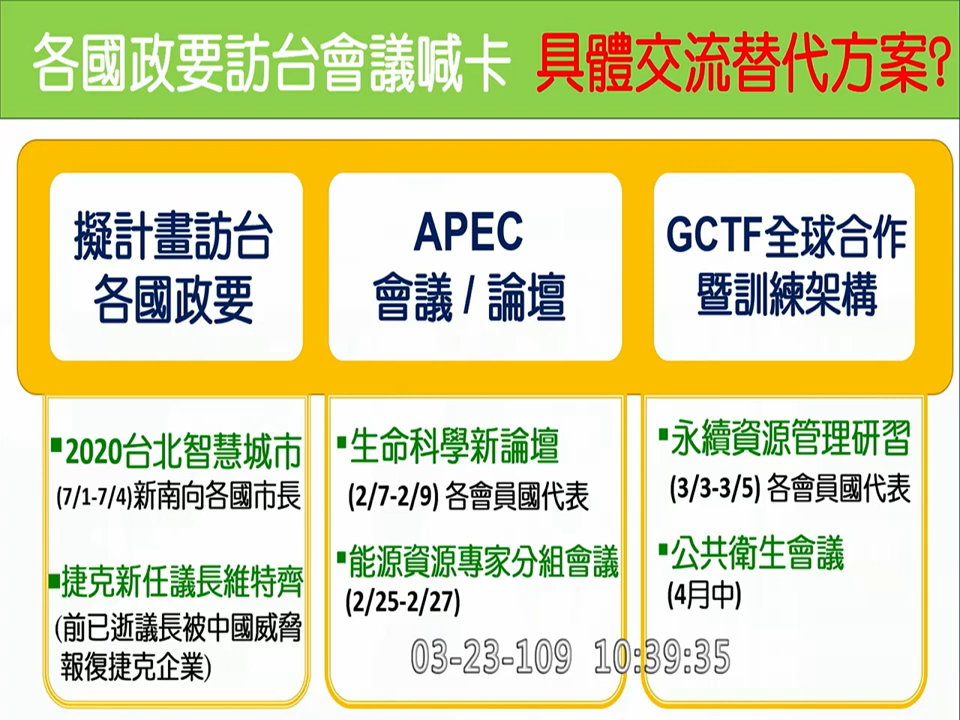 各國政要訪台會議喊卡 具體交流替代方案?
擬計畫訪台
各國政要
APEC
會議 / 論壇
GCTF全球合作
暨訓練架構
▪2020台北智慧城市
(7/1-7/4)新南向各國市長
▪捷克新任議長維特齊
(前已逝議長被中國威脅
報復捷克企業)
▪生命科學新論壇
(2/7-2/9) 各會員國代表
▪能源資源專家分組會議
(2/25-2/27)
▪永續資源管理研習
(3/3-3/5) 各會員國代表
▪公共衛生會議
(4月中)
03-23-109 10:39:35